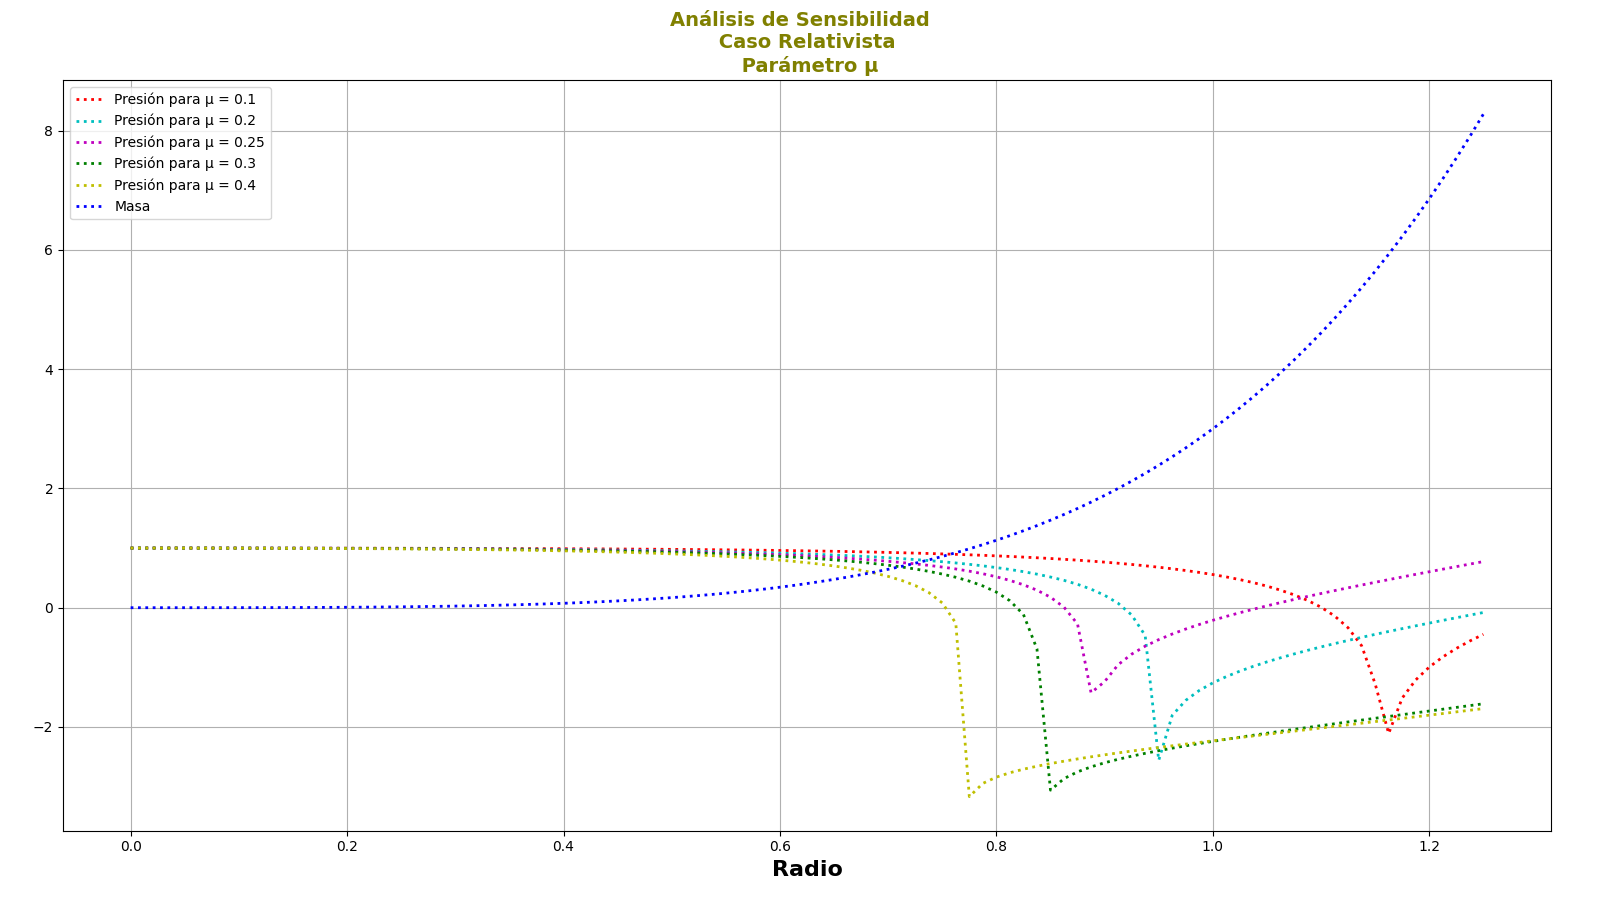 Análisis de Sensibilidad
Caso Relativista
Parámetro μ
Presión para μ = 0.1
Presión para μ = 0.2
Presión para μ = 0.25
Presión para μ = 0.3
Presión para μ = 0.4
Masa
8
6
4
2
0
−2
0.0 0.2 0.4 0.6 0.8 1.0 1.2
Radio